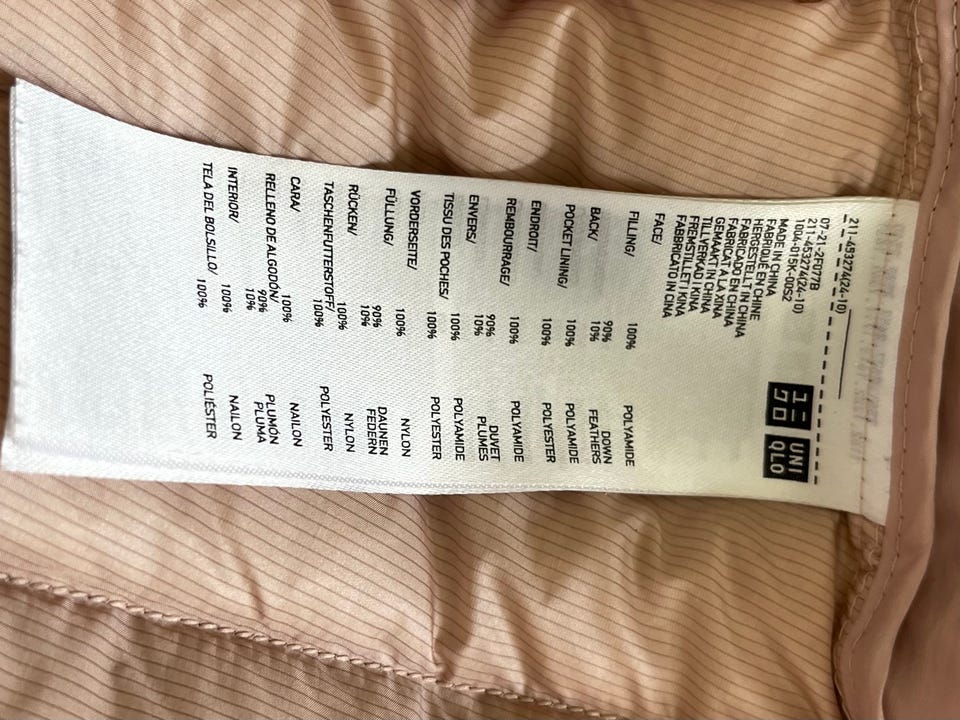 211-453274(24-10)
07-21-2F077B
211-453274(24-10)
1004-015K-00S2
UNI
QLO
MADE IN CHINA
FABRIQUÉ EN CHINE
HERGESTELLT IN CHINA
FABRICADO EN CHINA
FABRICAT A LA XINA
GEMAAKT IN CHINA
TILLVERKAD I KINA
FREMSTILLET I KINA
FABBRICATO IN CINA
FACE/ 100% POLYAMIDE
FILLING/ 90% DOWN
10% FEATHERS
BACK/ 100% POLYAMIDE
POCKET LINING/ 100% POLYESTER
ENDROIT/ 100% POLYAMIDE
REMBOURRAGE/ 90% DUVET
10% PLUMES
ENVERS/ 100% POLYAMIDE
TISSU DES POCHES/ 100% POLYESTER
VORDERSEITE/ 100% NYLON
FÜLLUNG/ 90% DAUNEN
10% FEDERN
RÜCKEN/ 100% NYLON
TASCHENFUTTERSTOFF/ 100% POLYESTER
CARA/ 100% NAILON
RELLENO DE ALGODÓN/ 90% PLUMÓN
10% PLUMA
INTERIOR/ 100% NAILON
TELA DEL BOLSILLO/ 100% POLIÉSTER